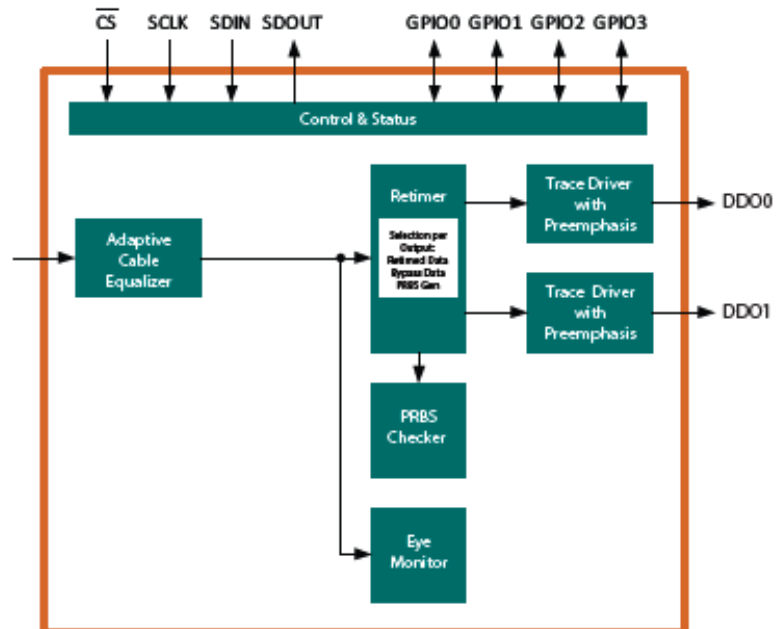 CS SCLK SDIN SDOUT GPIO0 GPIO1 GPIO2 GPIO3
Control & Status
Adaptive
Cable
Equalizer
Retimer
Selection per
Output:
Retimed Data
Bypass Data
PRBS Gen
Trace Driver
with
Preemphasis
DDO0
Trace Driver
with
Preemphasis
DDO1
PRBS
Checker
Eye
Monitor